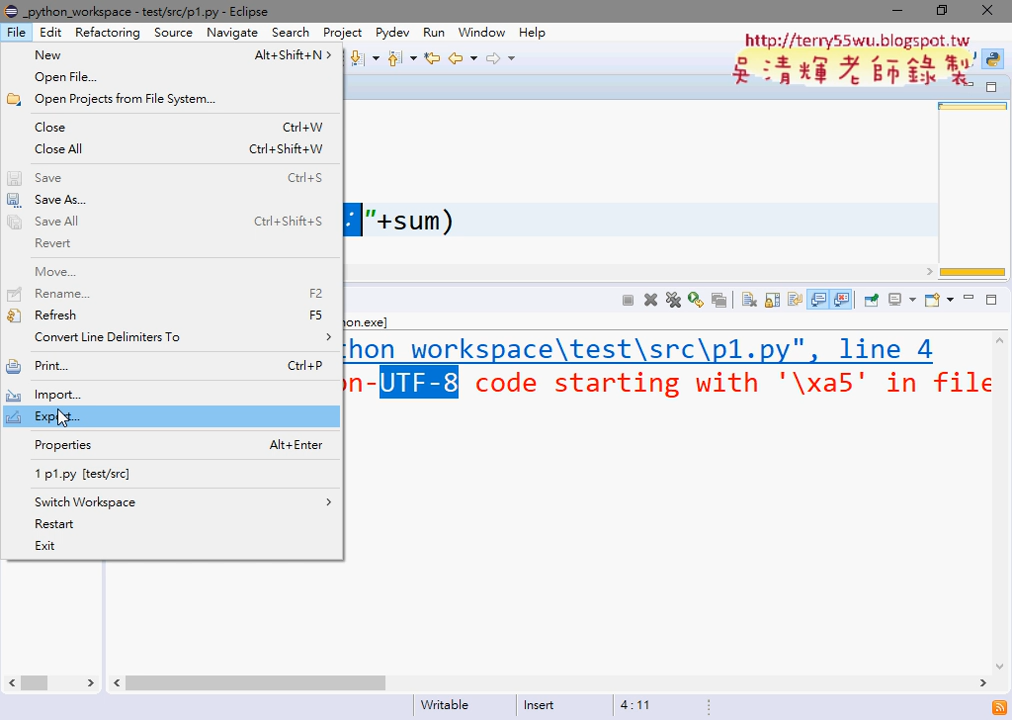 _python_workspace - test/src/p1.py - Eclipse
File Edit Refactoring Source Navigate Search Project Pydev Run Window Help
http://terry55wu.blogspot.tw
吳清輝老師錄製
New Alt+Shift+N >
Open File...
Open Projects from File System...
Close Ctrl+W
Close All Ctrl+Shift+W
Save Ctrl+S
Save As...
Save All Ctrl+Shift+S
Revert
Move...
Rename... F2
Refresh F5
Convert Line Delimiters To >
Print... Ctrl+P
Import...
Export...
Properties Alt+Enter
1 p1.py [test/src]
Switch Workspace >
Restart
Exit
:"+sum)
hon.exe]
thon_workspace\test\src\p1.py", line 4
on-UTF-8 code starting with '\xa5' in file
Writable Insert 4 : 11